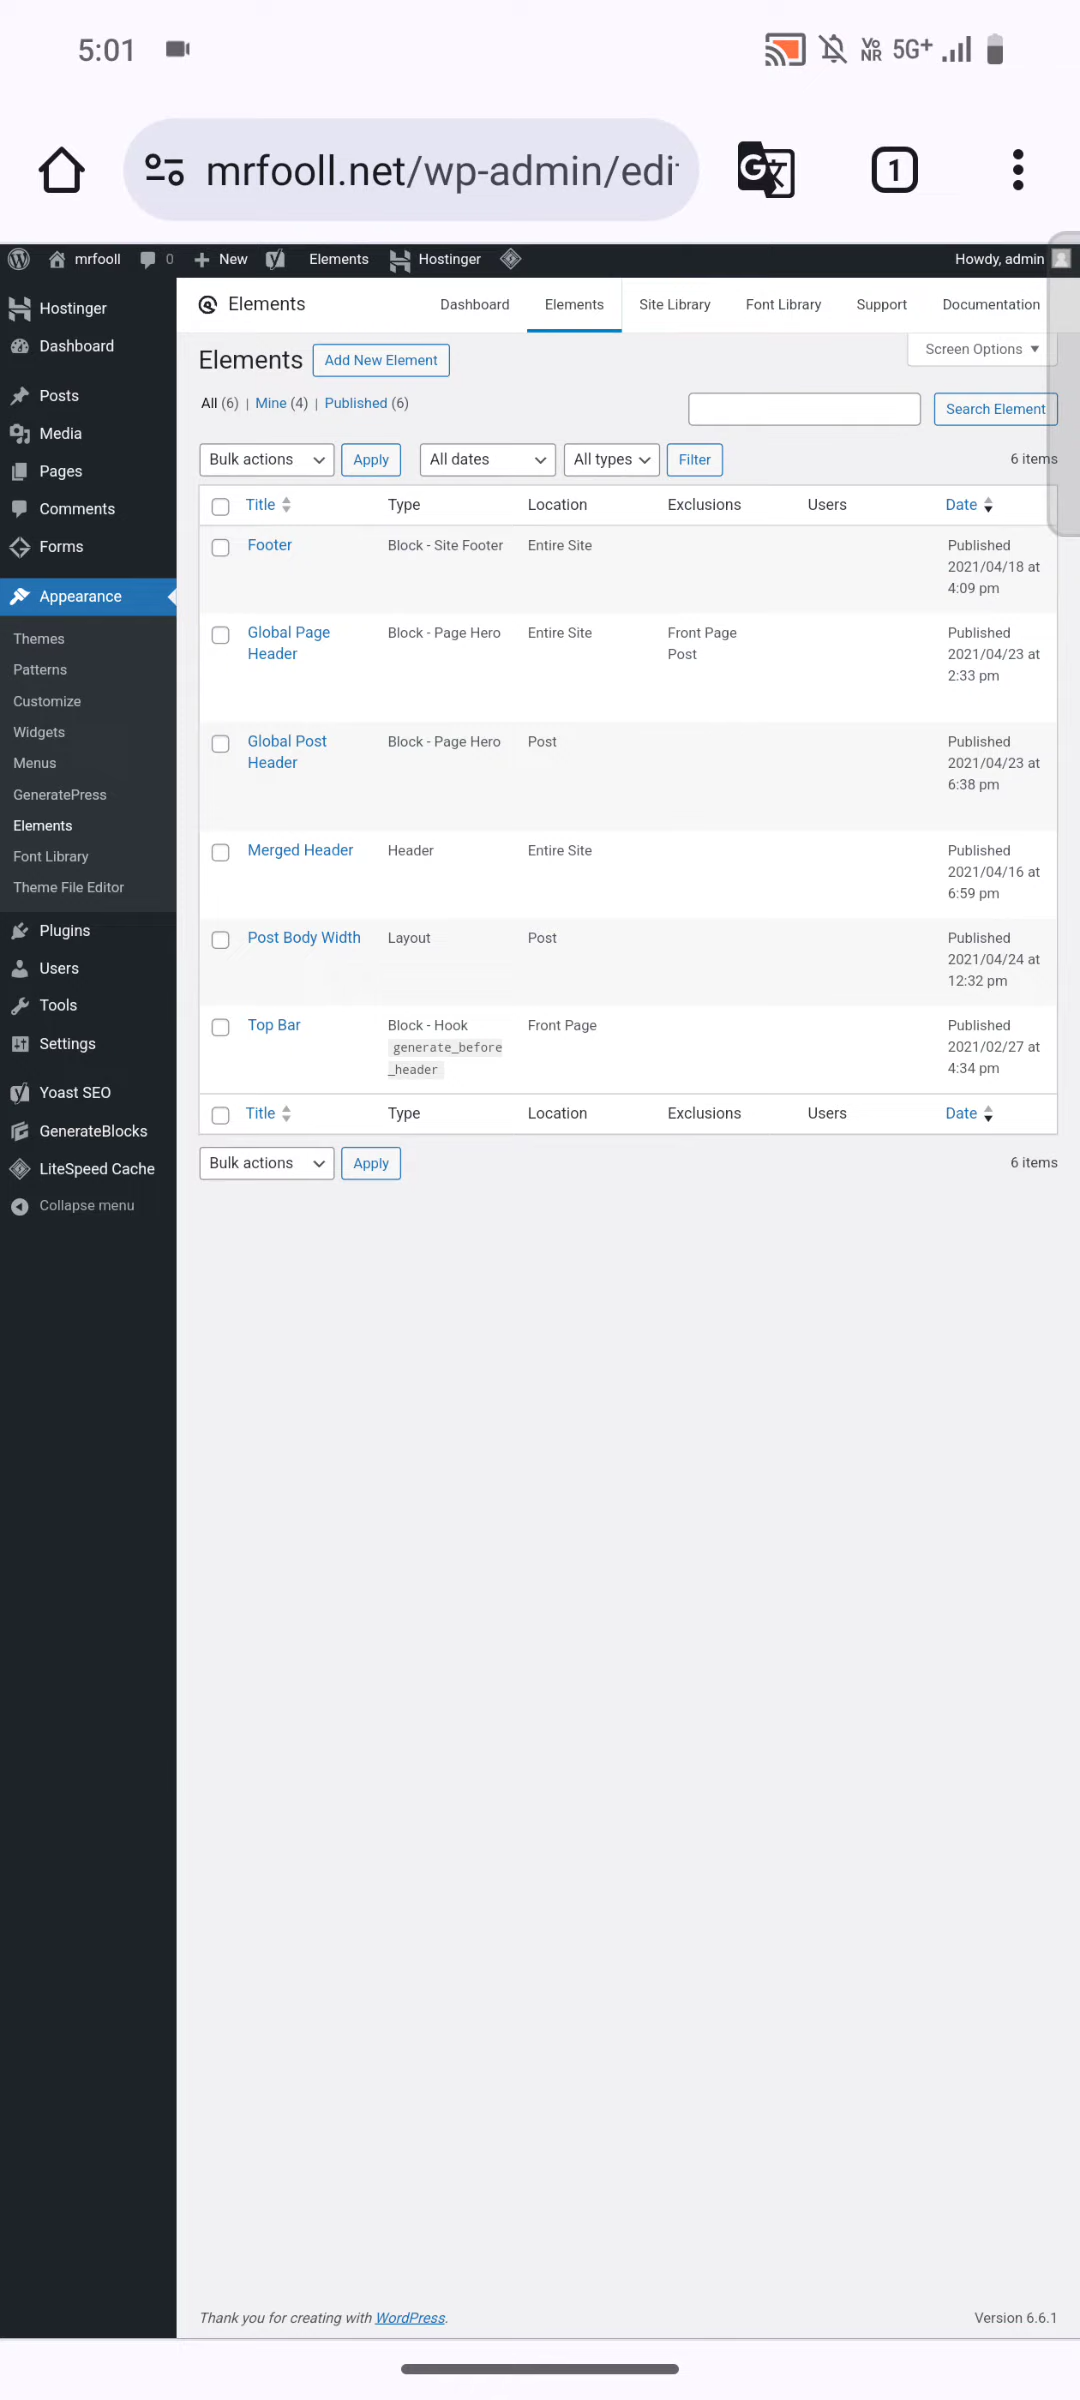 5:01
Vo NR 5G+
mrfooll.net/wp-admin/edi
1
mrfooll 0 New Elements Hostinger Howdy, admin
Hostinger
Dashboard
Posts
Media
Pages
Comments
Forms
Appearance
Themes
Patterns
Customize
Widgets
Menus
GeneratePress
Elements
Font Library
Theme File Editor
Plugins
Users
Tools
Settings
Yoast SEO
GenerateBlocks
LiteSpeed Cache
Collapse menu
Elements Dashboard Elements Site Library Font Library Support Documentation
Screen Options
Elements Add New Element
All (6) | Mine (4) | Published (6)
Search Element
Bulk actions Apply All dates All types Filter 6 items
Title Type Location Exclusions Users Date
Footer Block - Site Footer Entire Site Published
2021/04/18 at
4:09 pm
Global Page Block - Page Hero Entire Site Front Page Published
Header Post 2021/04/23 at
2:33 pm
Global Post Block - Page Hero Post Published
Header 2021/04/23 at
6:38 pm
Merged Header Header Entire Site Published
2021/04/16 at
6:59 pm
Post Body Width Layout Post Published
2021/04/24 at
12:32 pm
Top Bar Block - Hook Front Page Published
generate_before 2021/02/27 at
_header 4:34 pm
Title Type Location Exclusions Users Date
Bulk actions Apply 6 items
Thank you for creating with WordPress. Version 6.6.1